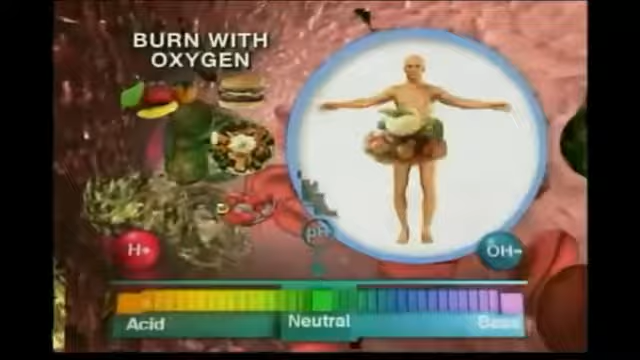 BURN WITH
OXYGEN
H+
pH
OH-
Acid
Neutral
Base